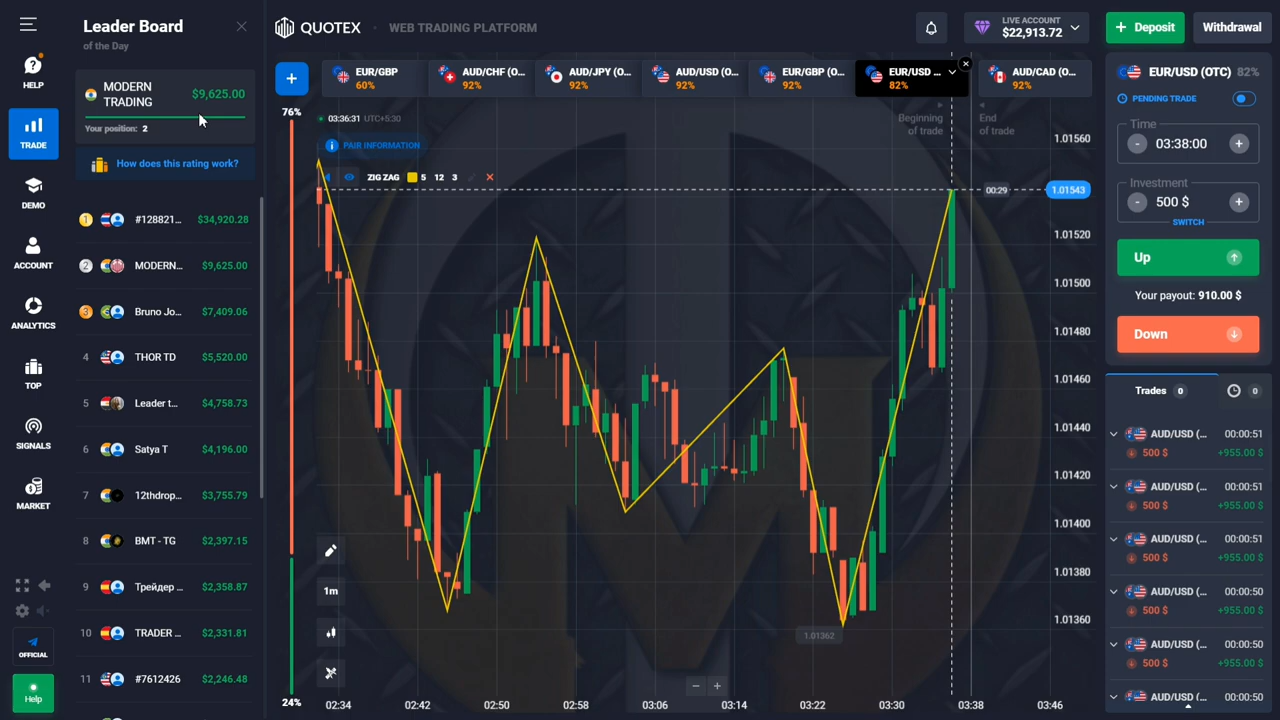 Leader Board
of the Day
QUOTEX
WEB TRADING PLATFORM
LIVE ACCOUNT
$22,913.72
Deposit
Withdrawal
HELP
TRADE
DEMO
ACCOUNT
ANALYTICS
TOP
SIGNALS
MARKET
OFFICIAL
Help
MODERN
TRADING
$9,625.00
Your position: 2
How does this rating work?
1 #128821... $34,920.28
2 MODERN... $9,625.00
3 Bruno Jo... $7,409.06
4 THOR TD $5,520.00
5 Leader t... $4,758.73
6 Satya T $4,196.00
7 12thdrop... $3,755.79
8 BMT - TG $2,397.15
9 Трейдер ... $2,358.87
10 TRADER ... $2,331.81
11 #7612426 $2,246.48
EUR/GBP
60%
AUD/CHF (O...
92%
AUD/JPY (O...
92%
AUD/USD (O...
92%
EUR/GBP (O...
92%
EUR/USD ...
82%
AUD/CAD (O...
92%
76%
03:36:31 UTC+5:30
PAIR INFORMATION
ZIG ZAG 5 12 3
Beginning
of trade
End
of trade
00:29
1.01560
1.01543
1.01520
1.01500
1.01480
1.01460
1.01440
1.01420
1.01400
1.01380
1.01360
1.01362
1m
24%
02:34 02:42 02:50 02:58 03:06 03:14 03:22 03:30 03:38 03:46
EUR/USD (OTC) 82%
PENDING TRADE
Time
- 03:38:00 +
Investment
- 500 $ +
SWITCH
Up
Your payout: 910.00 $
Down
Trades 0
0
AUD/USD (... 00:00:51
500 $ +955.00 $
AUD/USD (... 00:00:51
500 $ +955.00 $
AUD/USD (... 00:00:51
500 $ +955.00 $
AUD/USD (... 00:00:50
500 $ +955.00 $
AUD/USD (... 00:00:50
500 $ +955.00 $
AUD/USD (... 00:00:50